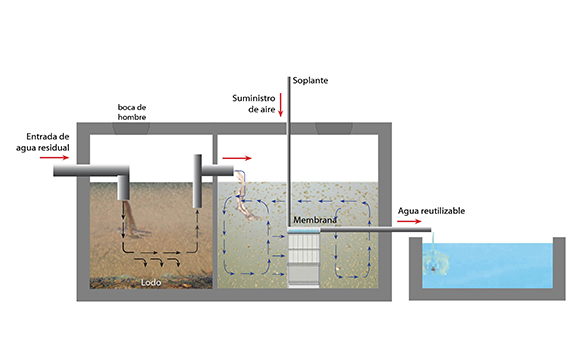 Soplante
Suministro
de aire
boca de
hombre
Entrada de
agua residual
Membrana
Agua reutilizable
Lodo